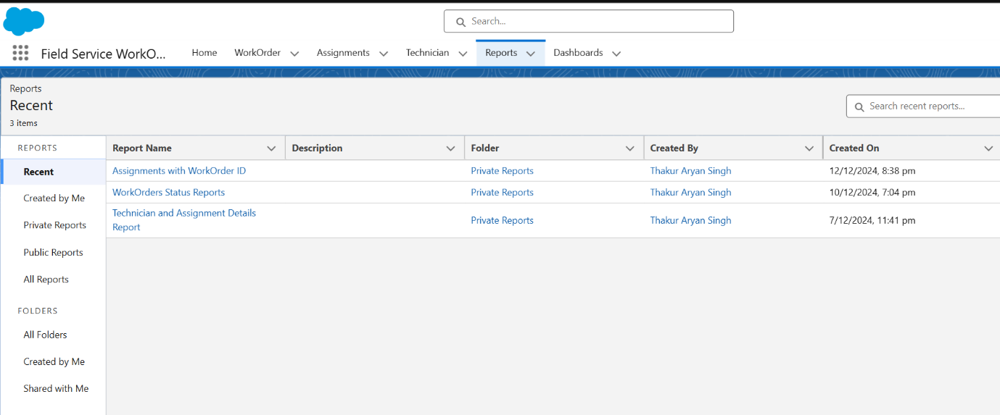 Search...
Field Service WorkO...
Home
WorkOrder
Assignments
Technician
Reports
Dashboards
Reports
Recent
3 items
Search recent reports...
REPORTS
Recent
Created by Me
Private Reports
Public Reports
All Reports
FOLDERS
All Folders
Created by Me
Shared with Me
Report Name Description Folder Created By Created On
Assignments with WorkOrder ID Private Reports Thakur Aryan Singh 12/12/2024, 8:38 pm
WorkOrders Status Reports Private Reports Thakur Aryan Singh 10/12/2024, 7:04 pm
Technician and Assignment Details
Report Private Reports Thakur Aryan Singh 7/12/2024, 11:41 pm